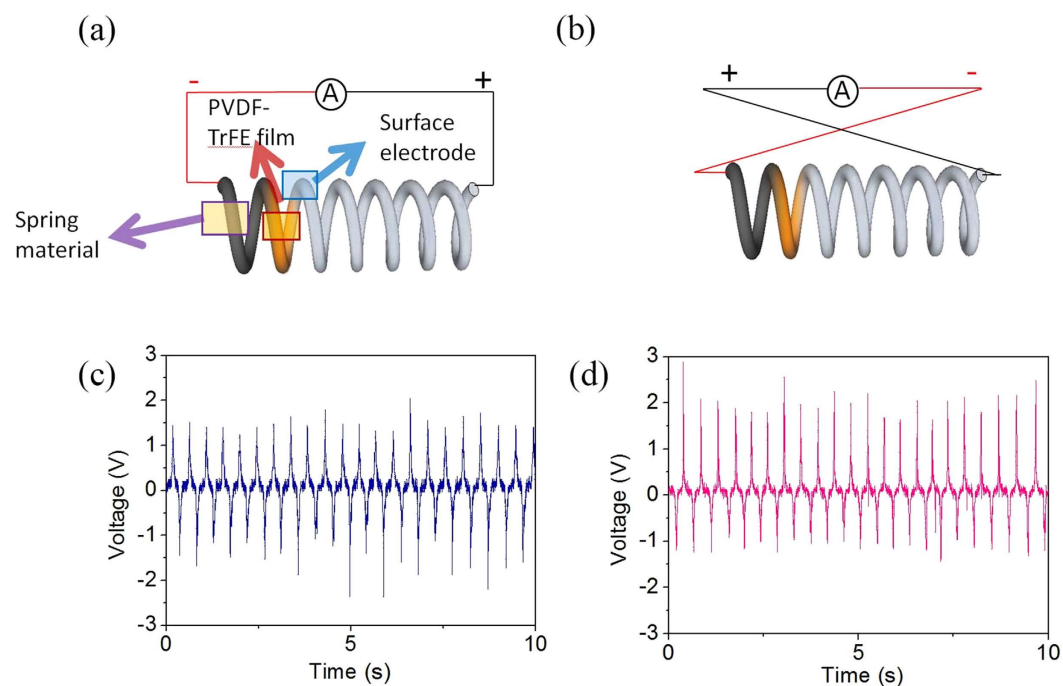 (a)
(b)
-
+
A
PVDF-
TrFE film
Surface
electrode
Spring
material
+
-
A
(c)
3
2
1
0
-1
-2
-3
Voltage (V)
0
5
10
Time (s)
(d)
3
2
1
0
-1
-2
-3
Voltage (V)
0
5
10
Time (s)